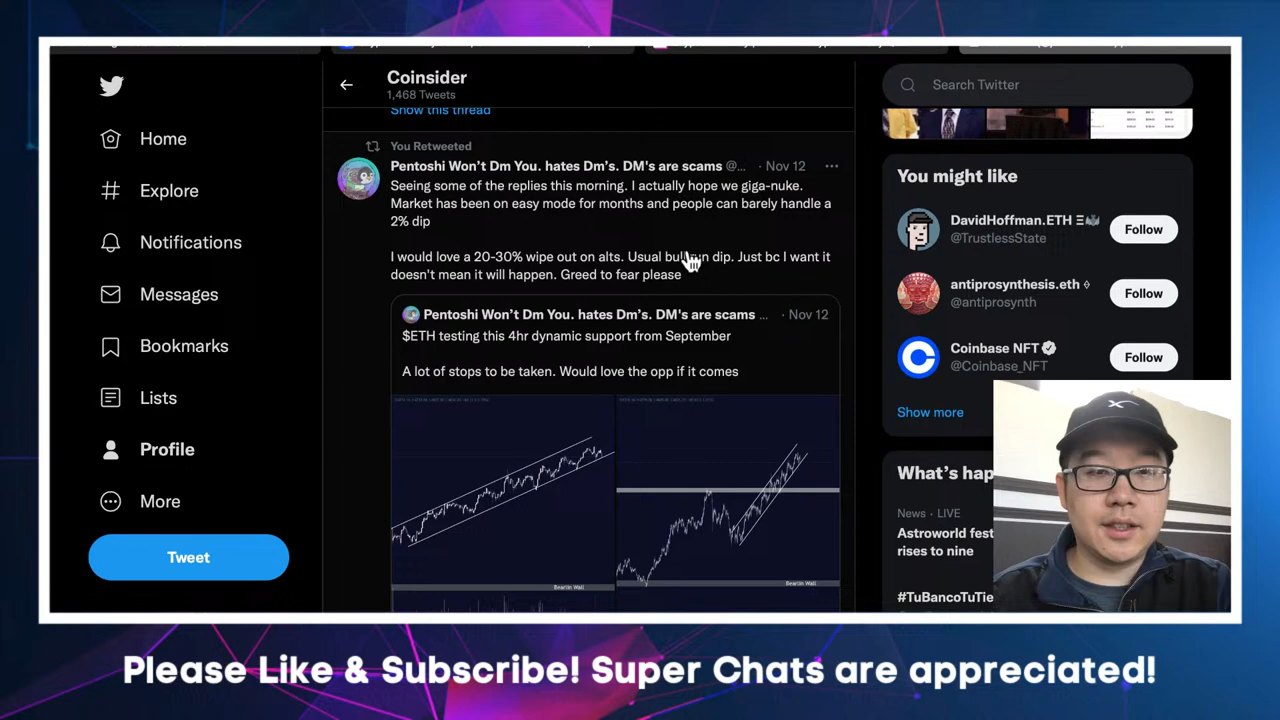 Home
Explore
Notifications
Messages
Bookmarks
Lists
Profile
More
Tweet
Coinsider
1,468 Tweets
Show this thread
You Retweeted
Pentoshi Won't Dm You. hates Dm's. DM's are scams @... · Nov 12
Seeing some of the replies this morning. I actually hope we giga-nuke.
Market has been on easy mode for months and people can barely handle a
2% dip
I would love a 20-30% wipe out on alts. Usual bullrun dip. Just bc I want it
doesn't mean it will happen. Greed to fear please
Pentoshi Won't Dm You. hates Dm's. DM's are scams ... · Nov 12
$ETH testing this 4hr dynamic support from September
A lot of stops to be taken. Would love the opp if it comes
Bearlin Wall
Bearlin Wall
Search Twitter
You might like
DavidHoffman.ETH
@TrustlessState
Follow
antiprosynthesis.eth
@antiprosynth
Follow
Coinbase NFT
@Coinbase_NFT
Follow
Show more
What's hap
News · LIVE
Astroworld fest
rises to nine
#TuBancoTuTie
Please Like & Subscribe! Super Chats are appreciated!